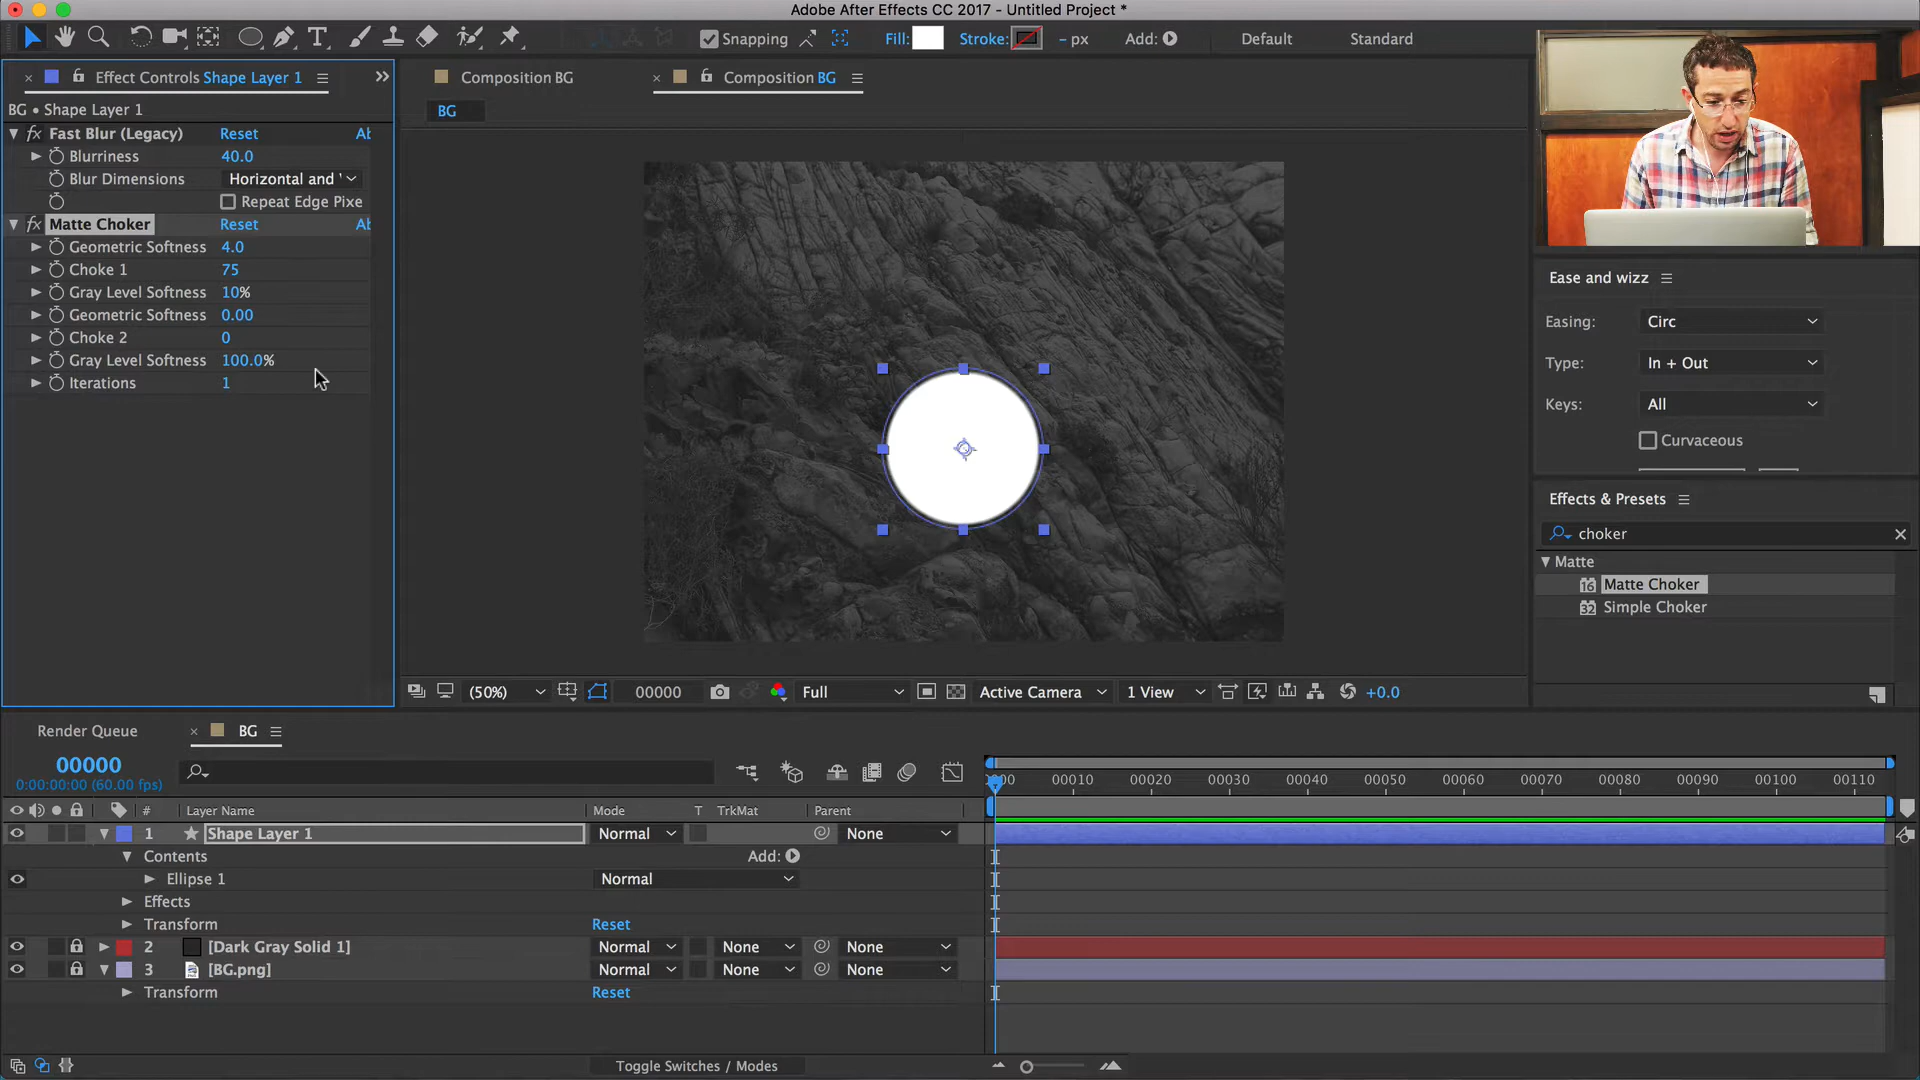 Adobe After Effects CC 2017 - Untitled Project *
Snapping Fill: Stroke: - px Add: Default Standard
Effect Controls Shape Layer 1
BG • Shape Layer 1
fx Fast Blur (Legacy) Reset Ab
Blurriness 40.0
Blur Dimensions Horizontal and
Repeat Edge Pixe
fx Matte Choker Reset Ab
Geometric Softness 4.0
Choke 1 75
Gray Level Softness 10%
Geometric Softness 0.00
Choke 2 0
Gray Level Softness 100.0%
Iterations 1
Composition BG
Composition BG
BG
(50%) 00000 Full Active Camera 1 View +0.0
Ease and wizz
Easing: Circ
Type: In + Out
Keys: All
Curvaceous
Effects & Presets
choker
Matte
16 Matte Choker
32 Simple Choker
Render Queue BG
00000
0:00:00:00 (60.00 fps)
# Layer Name Mode T TrkMat Parent
00010 00020 00030 00040 00050 00060 00070 00080 00090 00100 00110
1 Shape Layer 1 Normal None
Contents Add:
Ellipse 1 Normal
Effects
Transform Reset
2 [Dark Gray Solid 1] Normal None None
3 [BG.png] Normal None None
Transform Reset
Toggle Switches / Modes